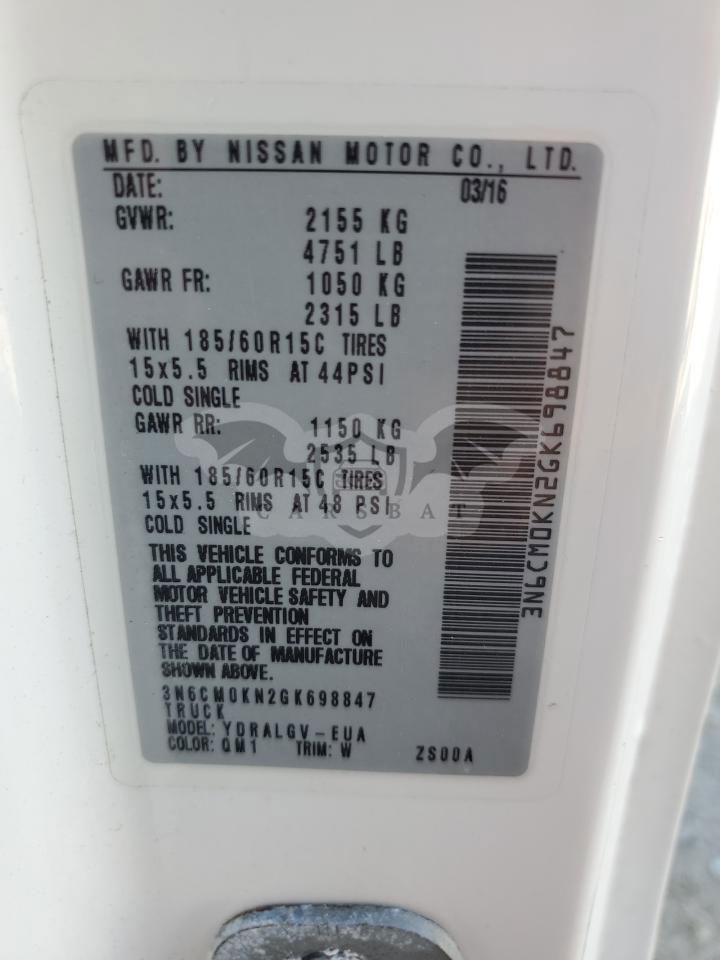 MFD. BY NISSAN MOTOR CO., LTD.
DATE: 03/16
GVWR: 2155 KG
4751 LB
GAWR FR: 1050 KG
2315 LB
WITH 185/60R15C TIRES
15x5.5 RIMS AT 44PSI
COLD SINGLE
GAWR RR: 1150 KG
2535 LB
WITH 185/60R15C TIRES
15x5.5 RIMS AT 48 PSI
COLD SINGLE
THIS VEHICLE CONFORMS TO
ALL APPLICABLE FEDERAL
MOTOR VEHICLE SAFETY AND
THEFT PREVENTION
STANDARDS IN EFFECT ON
THE DATE OF MANUFACTURE
SHOWN ABOVE.
3N6CM0KN2GK698847
TRUCK
MODEL: YDRALGV-EUA
COLOR: QM1 TRIM: W ZS00A
3N6CM0KN2GK698847
CARSBAT